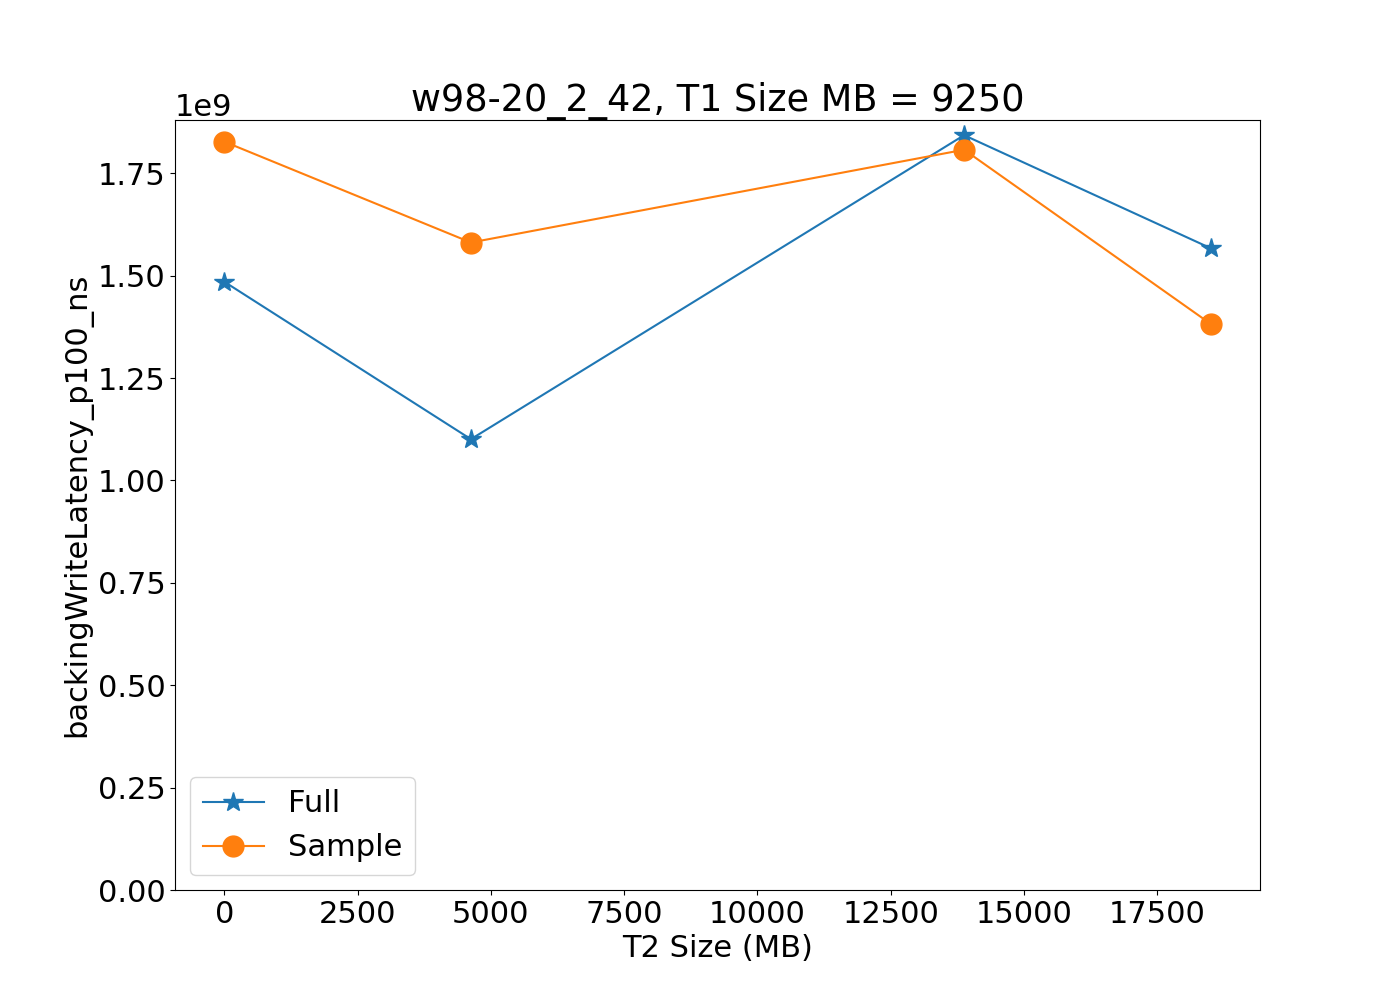 w98-20_2_42, T1 Size MB = 9250
1e9
1.75
1.50
1.25
1.00
0.75
0.50
0.25
0.00
backingWriteLatency_p100_ns
Full
Sample
0 2500 5000 7500 10000 12500 15000 17500
T2 Size (MB)